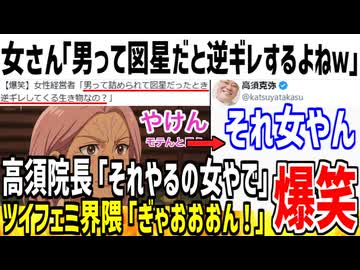 女さん「男って図星だと逆ギレするよねw」
【爆笑】女性経営者「男って詰められて図星だったとき
逆ギレしてくる生き物なの？」
高須克弥
@katsuyatakasu
やけん
モテんと
それ女やん
高須院長「それやるの女やで」
ツイフェミ界隈「ぎゃおおおん！」
爆笑